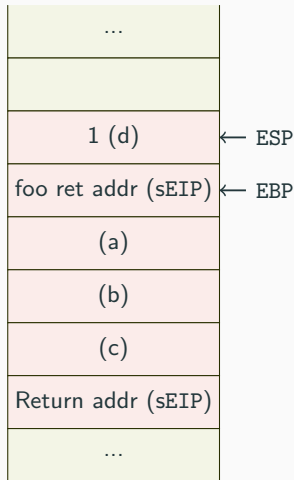 ...
1 (d)
← ESP
foo ret addr (sEIP)
← EBP
(a)
(b)
(c)
Return addr (sEIP)
...